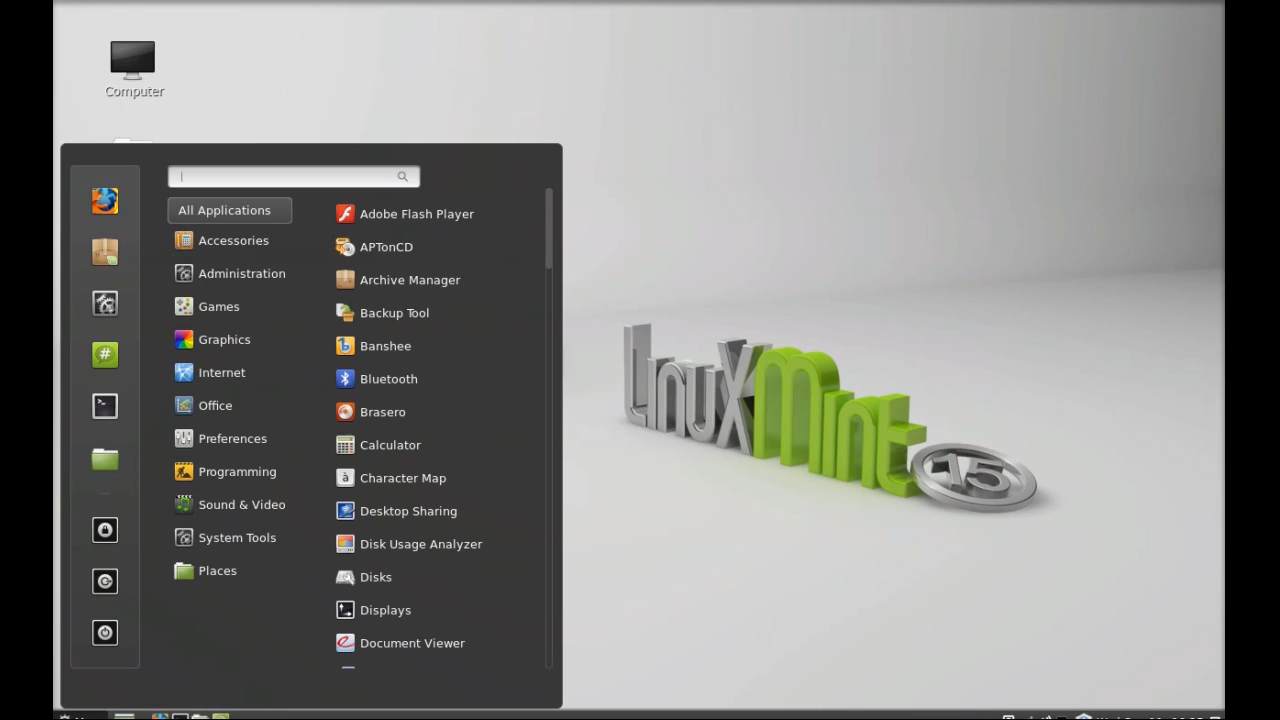 Computer
All Applications
Accessories
Administration
Games
Graphics
Internet
Office
Preferences
Programming
Sound & Video
System Tools
Places
Adobe Flash Player
APTonCD
Archive Manager
Backup Tool
Banshee
Bluetooth
Brasero
Calculator
Character Map
Desktop Sharing
Disk Usage Analyzer
Disks
Displays
Document Viewer
LinuxMint
15